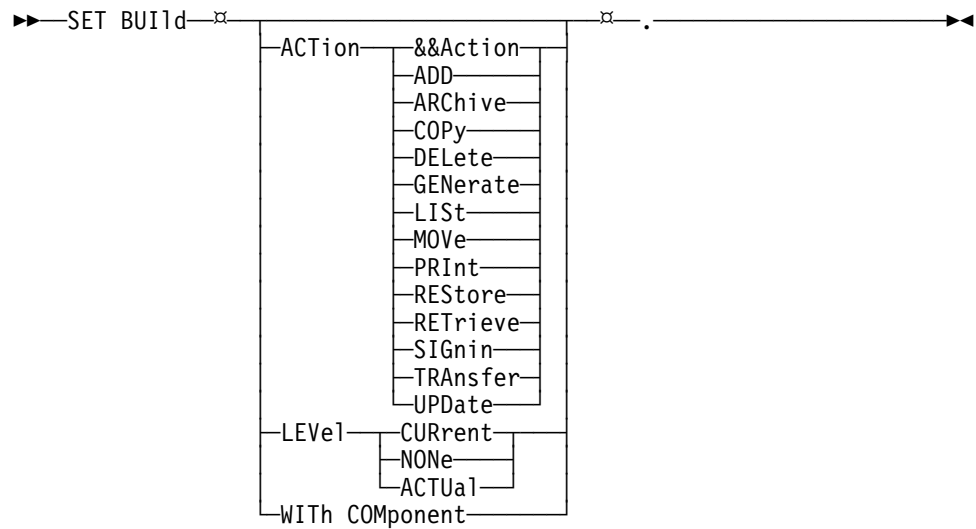 SET BUIld .
ACTion &&Action
ADD
ARChive
COPy
DELete
GENerate
LISt
MOVe
PRInt
REStore
RETrieve
SIGnin
TRAnsfer
UPDate
LEVel CURrent
NONe
ACTUal
WITh COMponent